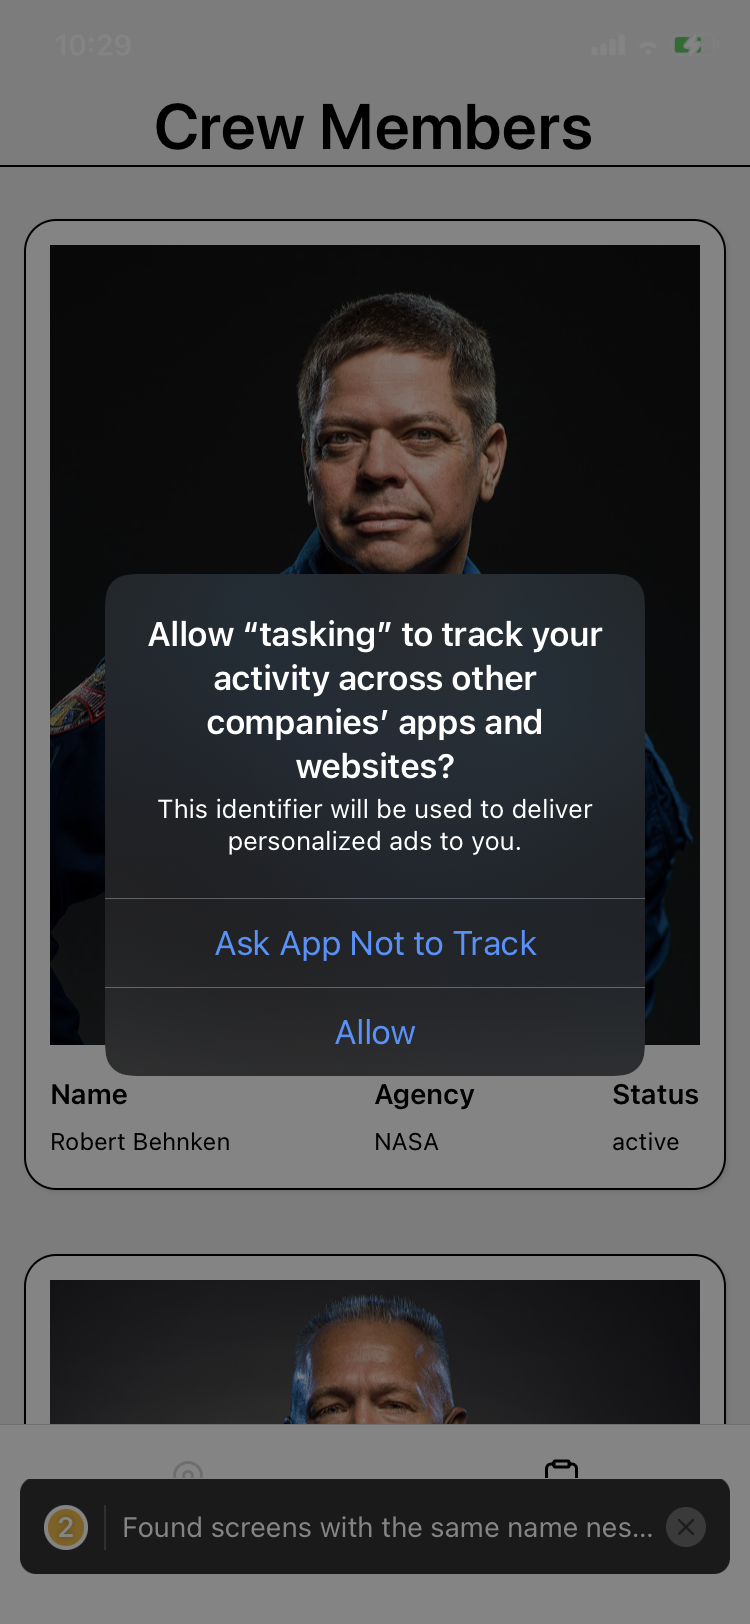 10:29
Crew Members
Allow “tasking” to track your
activity across other
companies’ apps and
websites?
This identifier will be used to deliver
personalized ads to you.
Ask App Not to Track
Allow
Name Agency Status
Robert Behnken NASA active
2 Found screens with the same name nes...